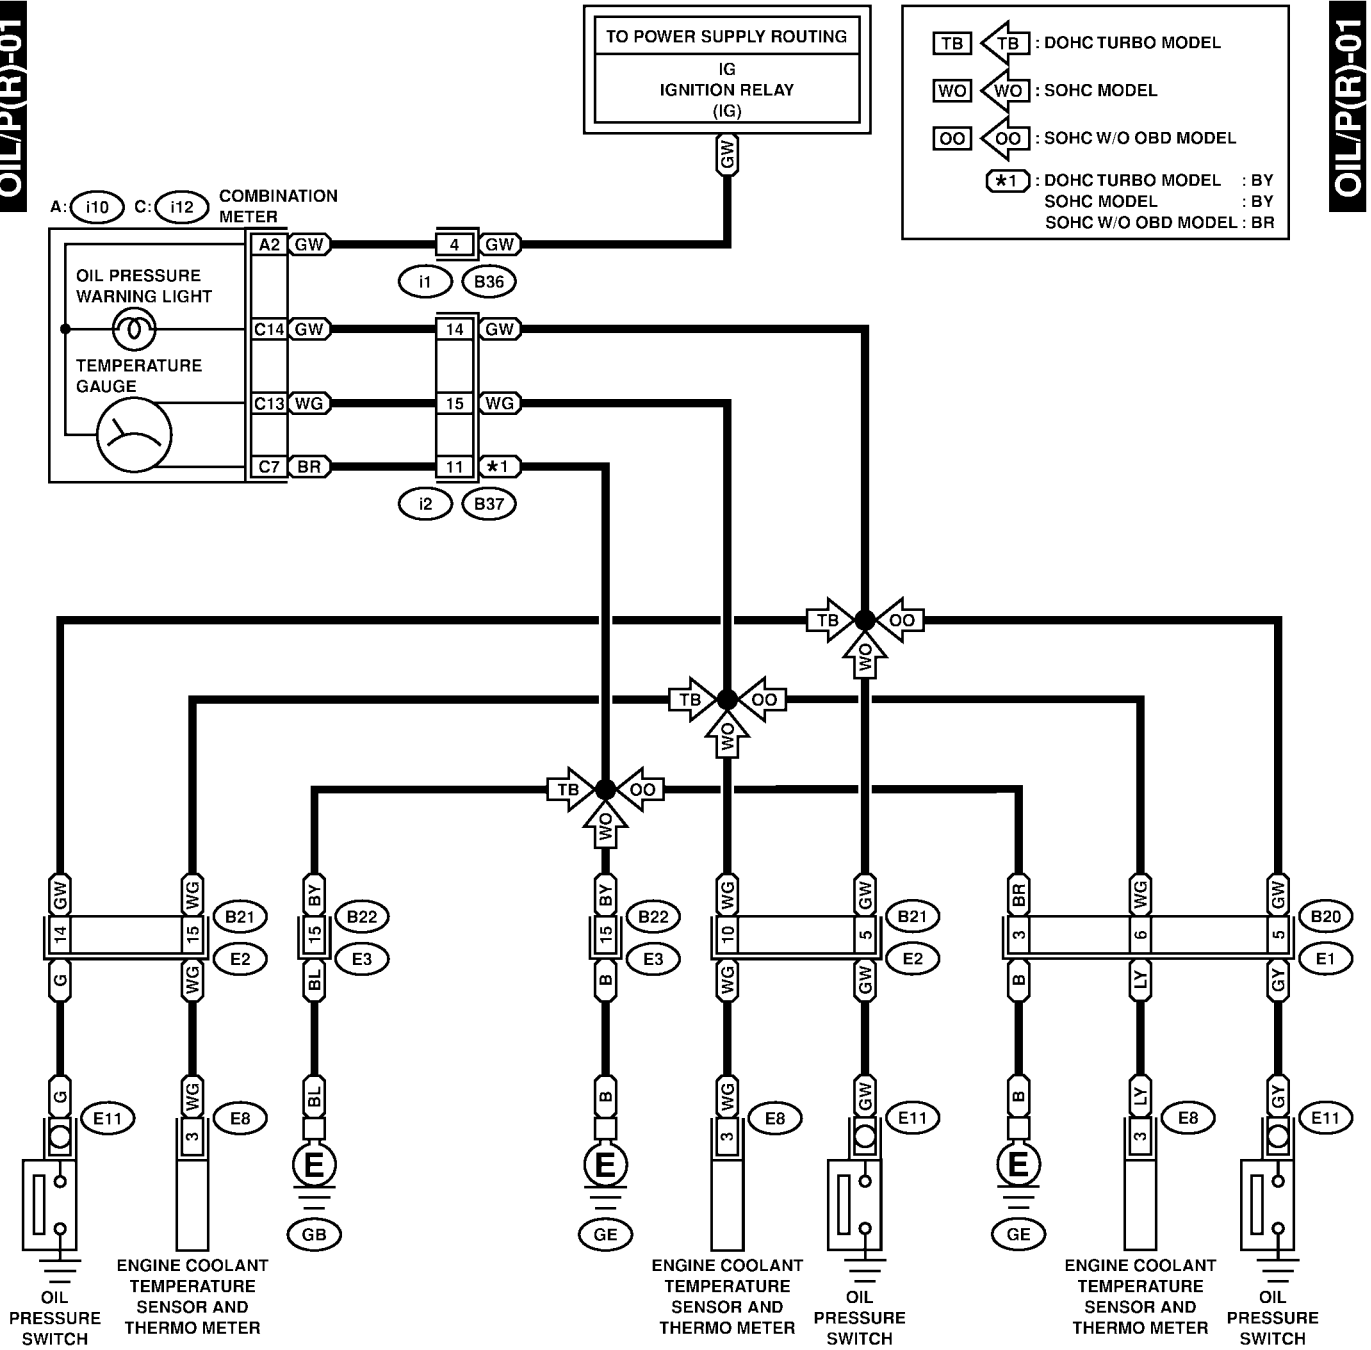 OIL/P(R)-01
OIL/P(R)-01
TO POWER SUPPLY ROUTING
IG
IGNITION RELAY
(IG)
GW
TB TB : DOHC TURBO MODEL
WO WO : SOHC MODEL
OO OO : SOHC W/O OBD MODEL
*1 : DOHC TURBO MODEL : BY
SOHC MODEL : BY
SOHC W/O OBD MODEL : BR
A: i10 C: i12
COMBINATION
METER
A2 GW 4 GW
i1 B36
OIL PRESSURE
WARNING LIGHT
C14 GW 14 GW
TEMPERATURE
GAUGE
C13 WG 15 WG
C7 BR 11 *1
i2 B37
TB OO
WO
TB OO
WO
TB OO
WO
GW WG BY BY WG GW BR WG GW
14 15 B21 15 B22 15 B22 10 5 B21 3 6 5 B20
E2 E3 E3 E2 E1
G WG BL B WG GW B LY GY
G WG BL B WG GW B LY GY
E11 3 E8 3 E8 E11 3 E8 E11
E E E
GB GE GE
OIL
PRESSURE
SWITCH
ENGINE COOLANT
TEMPERATURE
SENSOR AND
THERMO METER
ENGINE COOLANT
TEMPERATURE
SENSOR AND
THERMO METER
OIL
PRESSURE
SWITCH
ENGINE COOLANT
TEMPERATURE
SENSOR AND
THERMO METER
OIL
PRESSURE
SWITCH